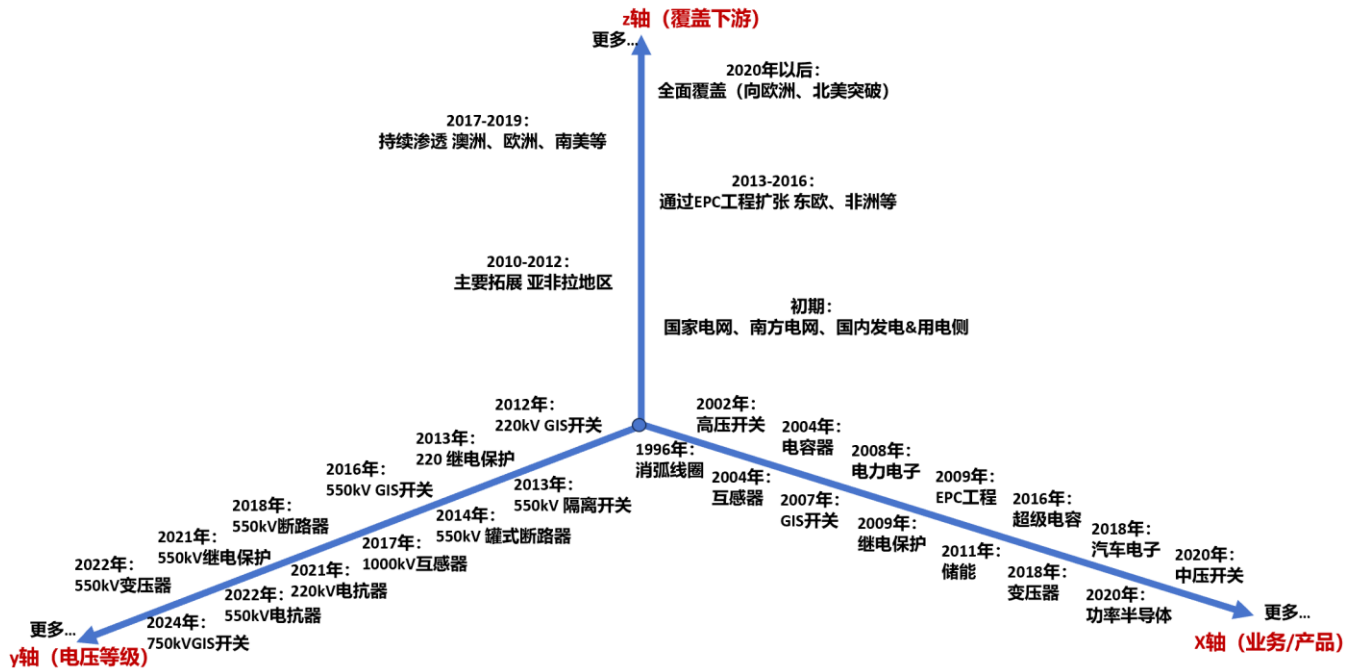 z轴（覆盖下游）
更多...
2020年以后：
全面覆盖（向欧洲、北美突破）
2017-2019：
持续渗透 澳洲、欧洲、南美等
2013-2016：
通过EPC工程扩张 东欧、非洲等
2010-2012：
主要拓展 亚非拉地区
初期：
国家电网、南方电网、国内发电&用电侧
2012年：
220kV GIS开关
2013年：
220 继电保护
2016年：
550kV GIS开关
2018年：
550kV断路器
2021年：
550kV继电保护
2022年：
550kV变压器
2013年：
550kV 隔离开关
2014年：
550kV 罐式断路器
2017年：
1000kV互感器
2021年：
220kV电抗器
2022年：
550kV电抗器
2024年：
750kVGIS开关
更多...
y轴（电压等级）
2002年：
高压开关
2004年：
电容器
2008年：
电力电子
2009年：
EPC工程
2016年：
超级电容
2018年：
汽车电子
2020年：
中压开关
1996年：
消弧线圈
2004年：
互感器
2007年：
GIS开关
2009年：
继电保护
2011年：
储能
2018年：
变压器
2020年：
功率半导体
更多...
X轴（业务/产品）